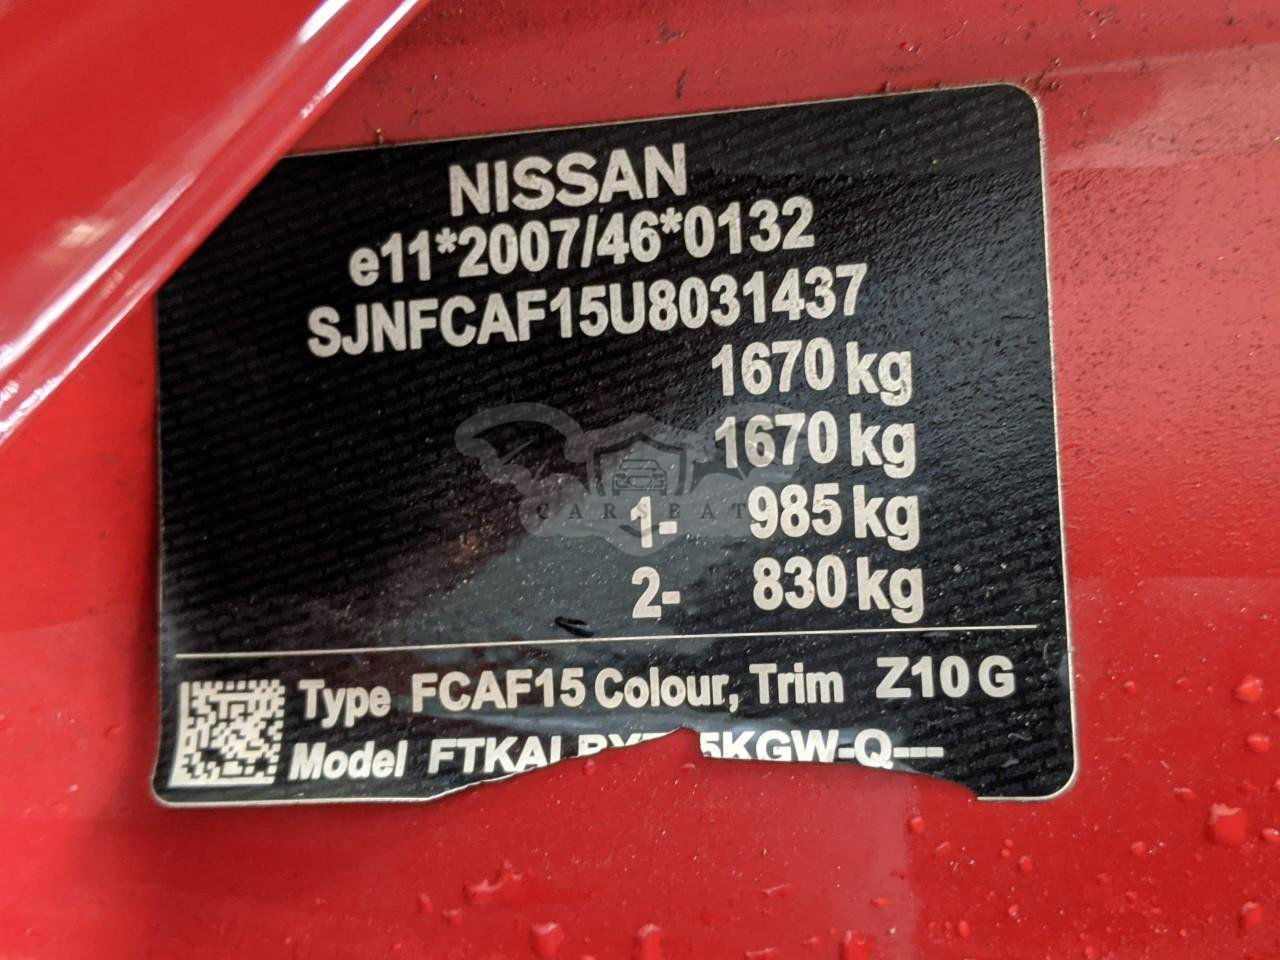 NISSAN
e11*2007/46*0132
SJNFCAF15U8031437
1670 kg
1670 kg
1- 985 kg
2- 830 kg
CARSEAT
Type FCAF15 Colour, Trim Z10 G
Model